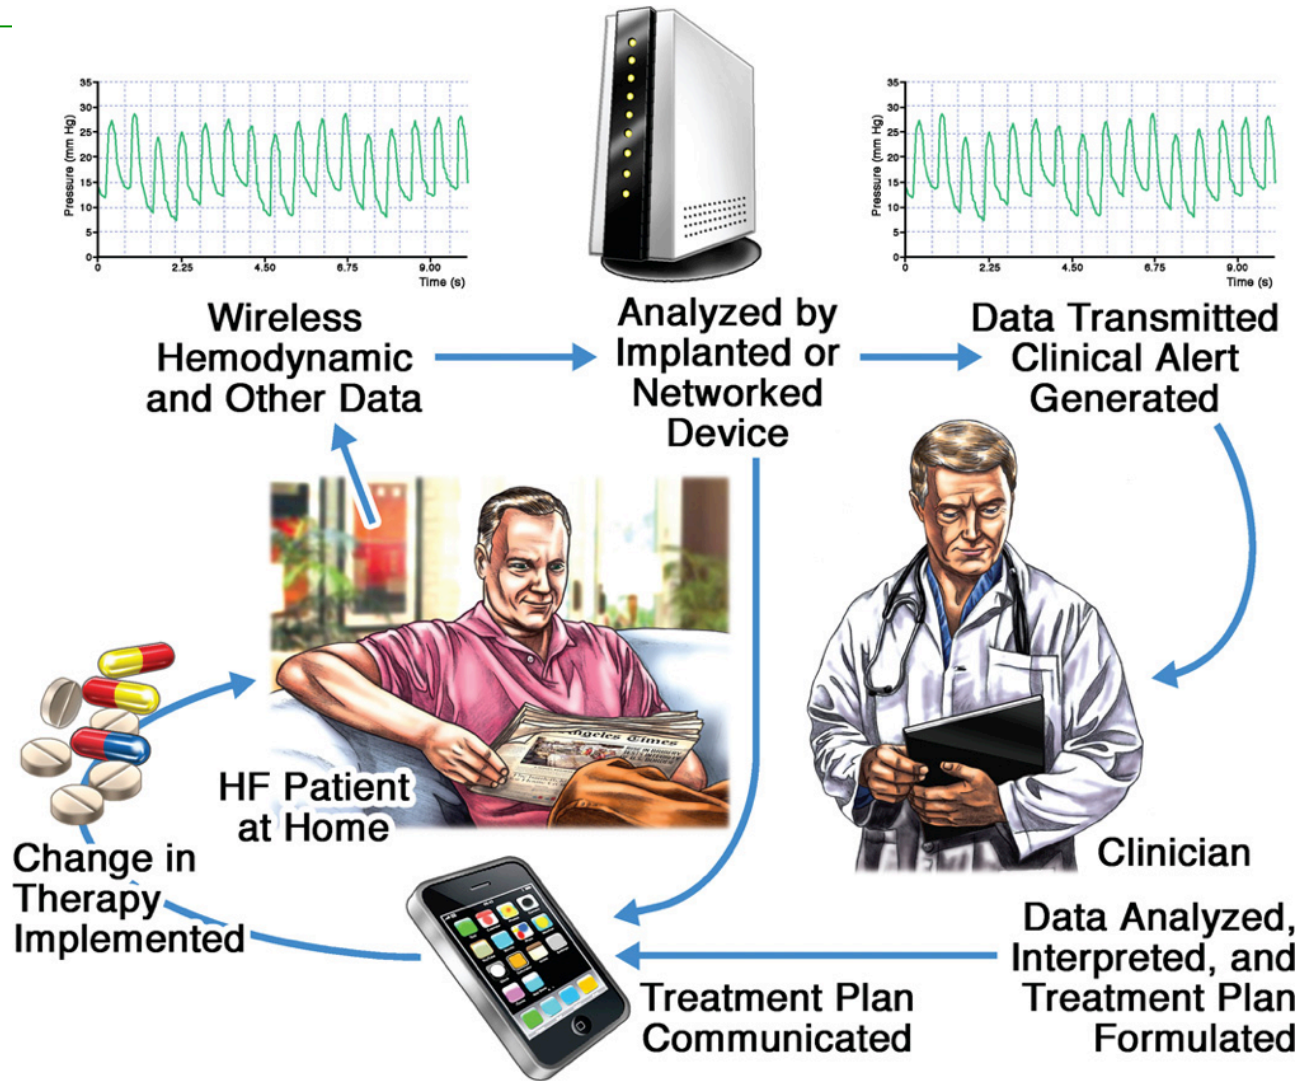 35
30
25
20
15
10
5
0
Pressure (mm Hg)
0 2.25 4.50 6.75 9.00
Time (s)
35
30
25
20
15
10
5
0
Pressure (mm Hg)
0 2.25 4.50 6.75 9.00
Time (s)
Wireless
Hemodynamic
and Other Data
Analyzed by
Implanted or
Networked
Device
Data Transmitted
Clinical Alert
Generated
geles Times
HF Patient
at Home
Change in
Therapy
Implemented
Clinician
Data Analyzed,
Interpreted, and
Treatment Plan
Formulated
Treatment Plan
Communicated